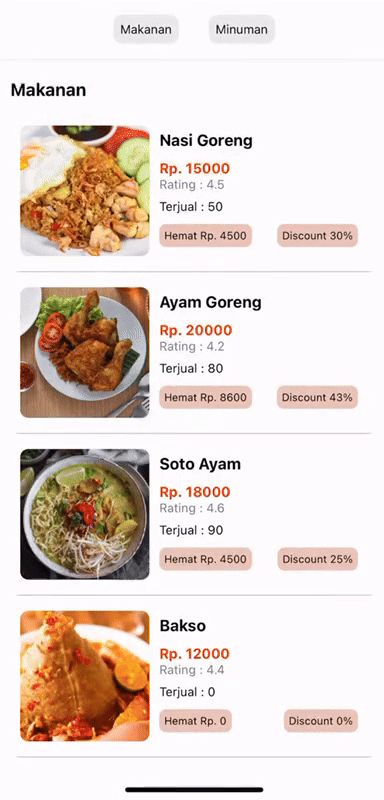 Makanan Minuman
Makanan
Nasi Goreng
Rp. 15000
Rating : 4.5
Terjual : 50
Hemat Rp. 4500 Discount 30%
Ayam Goreng
Rp. 20000
Rating : 4.2
Terjual : 80
Hemat Rp. 8600 Discount 43%
Soto Ayam
Rp. 18000
Rating : 4.6
Terjual : 90
Hemat Rp. 4500 Discount 25%
Bakso
Rp. 12000
Rating : 4.4
Terjual : 0
Hemat Rp. 0 Discount 0%